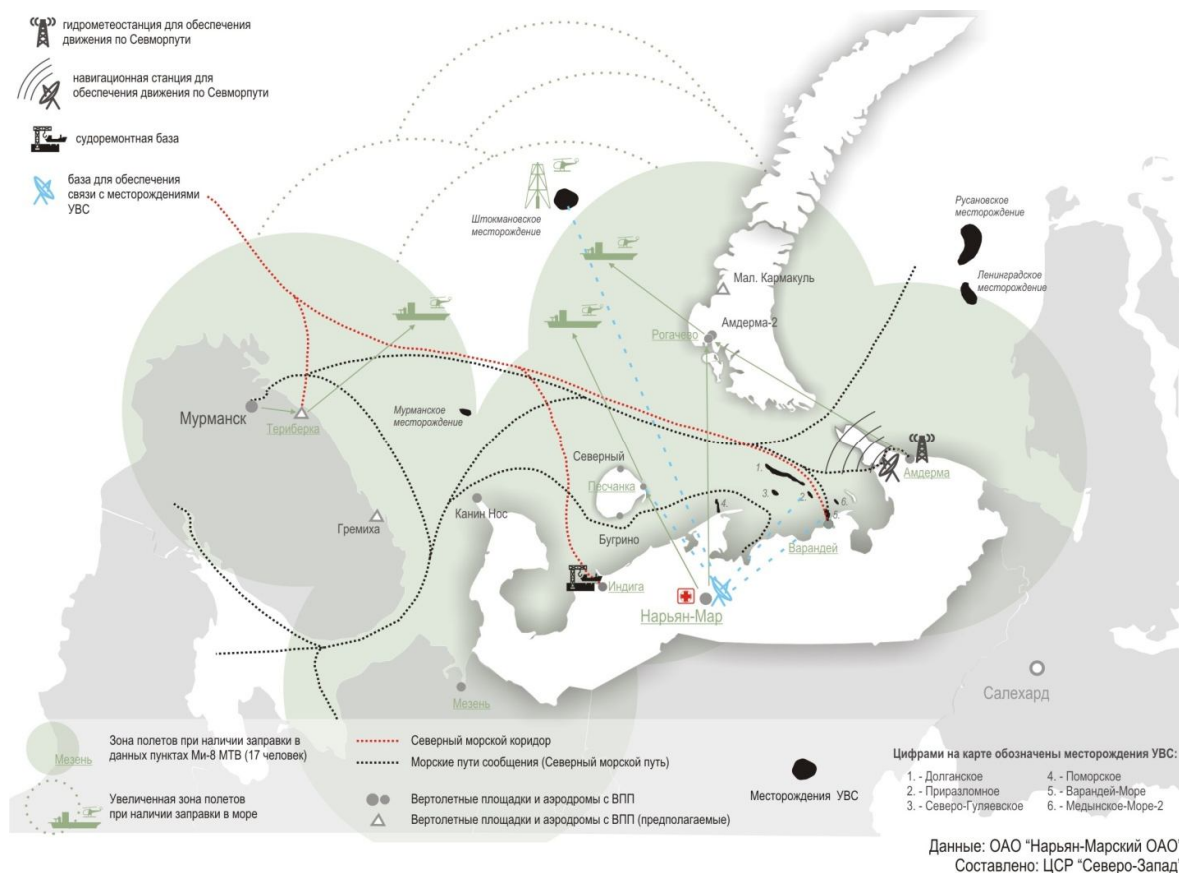 гидрометеостанция для обеспечения
движения по Севморпути
навигационная станция для
обеспечения движения по Севморпути
судоремонтная база
база для обеспечения
связи с месторождениями
УВС
Штокмановское
месторождение
Русановское
месторождение
Ленинградское
месторождение
Мал. Кармакуль
Амдерма-2
Рогачево
Мурманск
Териберка
Мурманское
месторождение
Северный
Песчанка
Амдерма
Канин Нос
Гремиха
Бугрино
1.
2.
3.
4.
5.
6.
Варандей
Индига
Нарьян-Мар
Мезень
Салехард
Мезень
Зона полетов при наличии заправки в
данных пунктах Ми-8 МТВ (17 человек)
Увеличенная зона полетов
при наличии заправки в море
Северный морской коридор
Морские пути сообщения (Северный морской путь)
Вертолетные площадки и аэродромы с ВПП
Вертолетные площадки и аэродромы с ВПП (предполагаемые)
Месторождения УВС
Цифрами на карте обозначены месторождения УВС:
1. - Долганское
2. - Приразломное
3. - Северо-Гуляевское
4. - Поморское
5. - Варандей-Море
6. - Медынское-Море-2
Данные: ОАО "Нарьян-Марский ОАО"
Составлено: ЦСР "Северо-Запад"